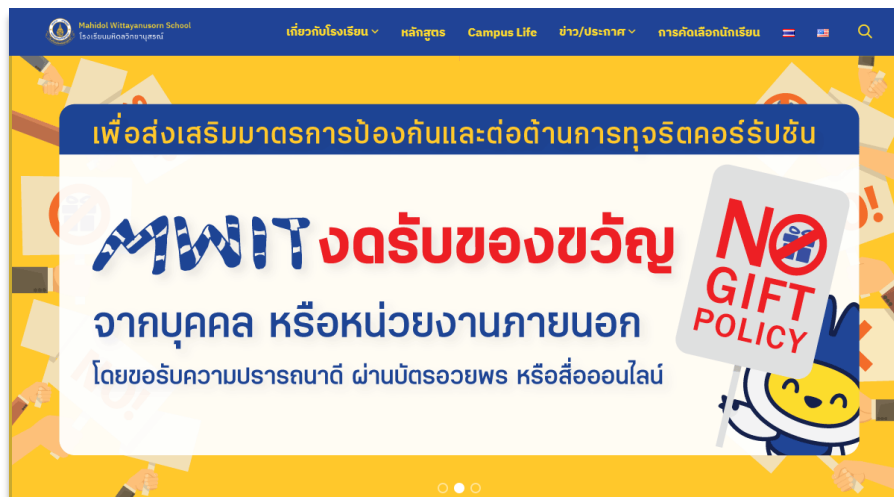 Mahidol Wittayanusorn School
โรงเรียนมหิดลวิทยานุสรณ์
เกี่ยวกับโรงเรียน หลักสูตร Campus Life ข่าว/ประกาศ การคัดเลือกนักเรียน
เพื่อส่งเสริมมาตรการป้องกันและต่อต้านการทุจริตคอร์รัปชัน
MWIT งดรับของขวัญ
จากบุคคล หรือหน่วยงานภายนอก
โดยขอรับความปรารถนาดี ผ่านบัตรอวยพร หรือสื่อออนไลน์
NO
GIFT
POLICY